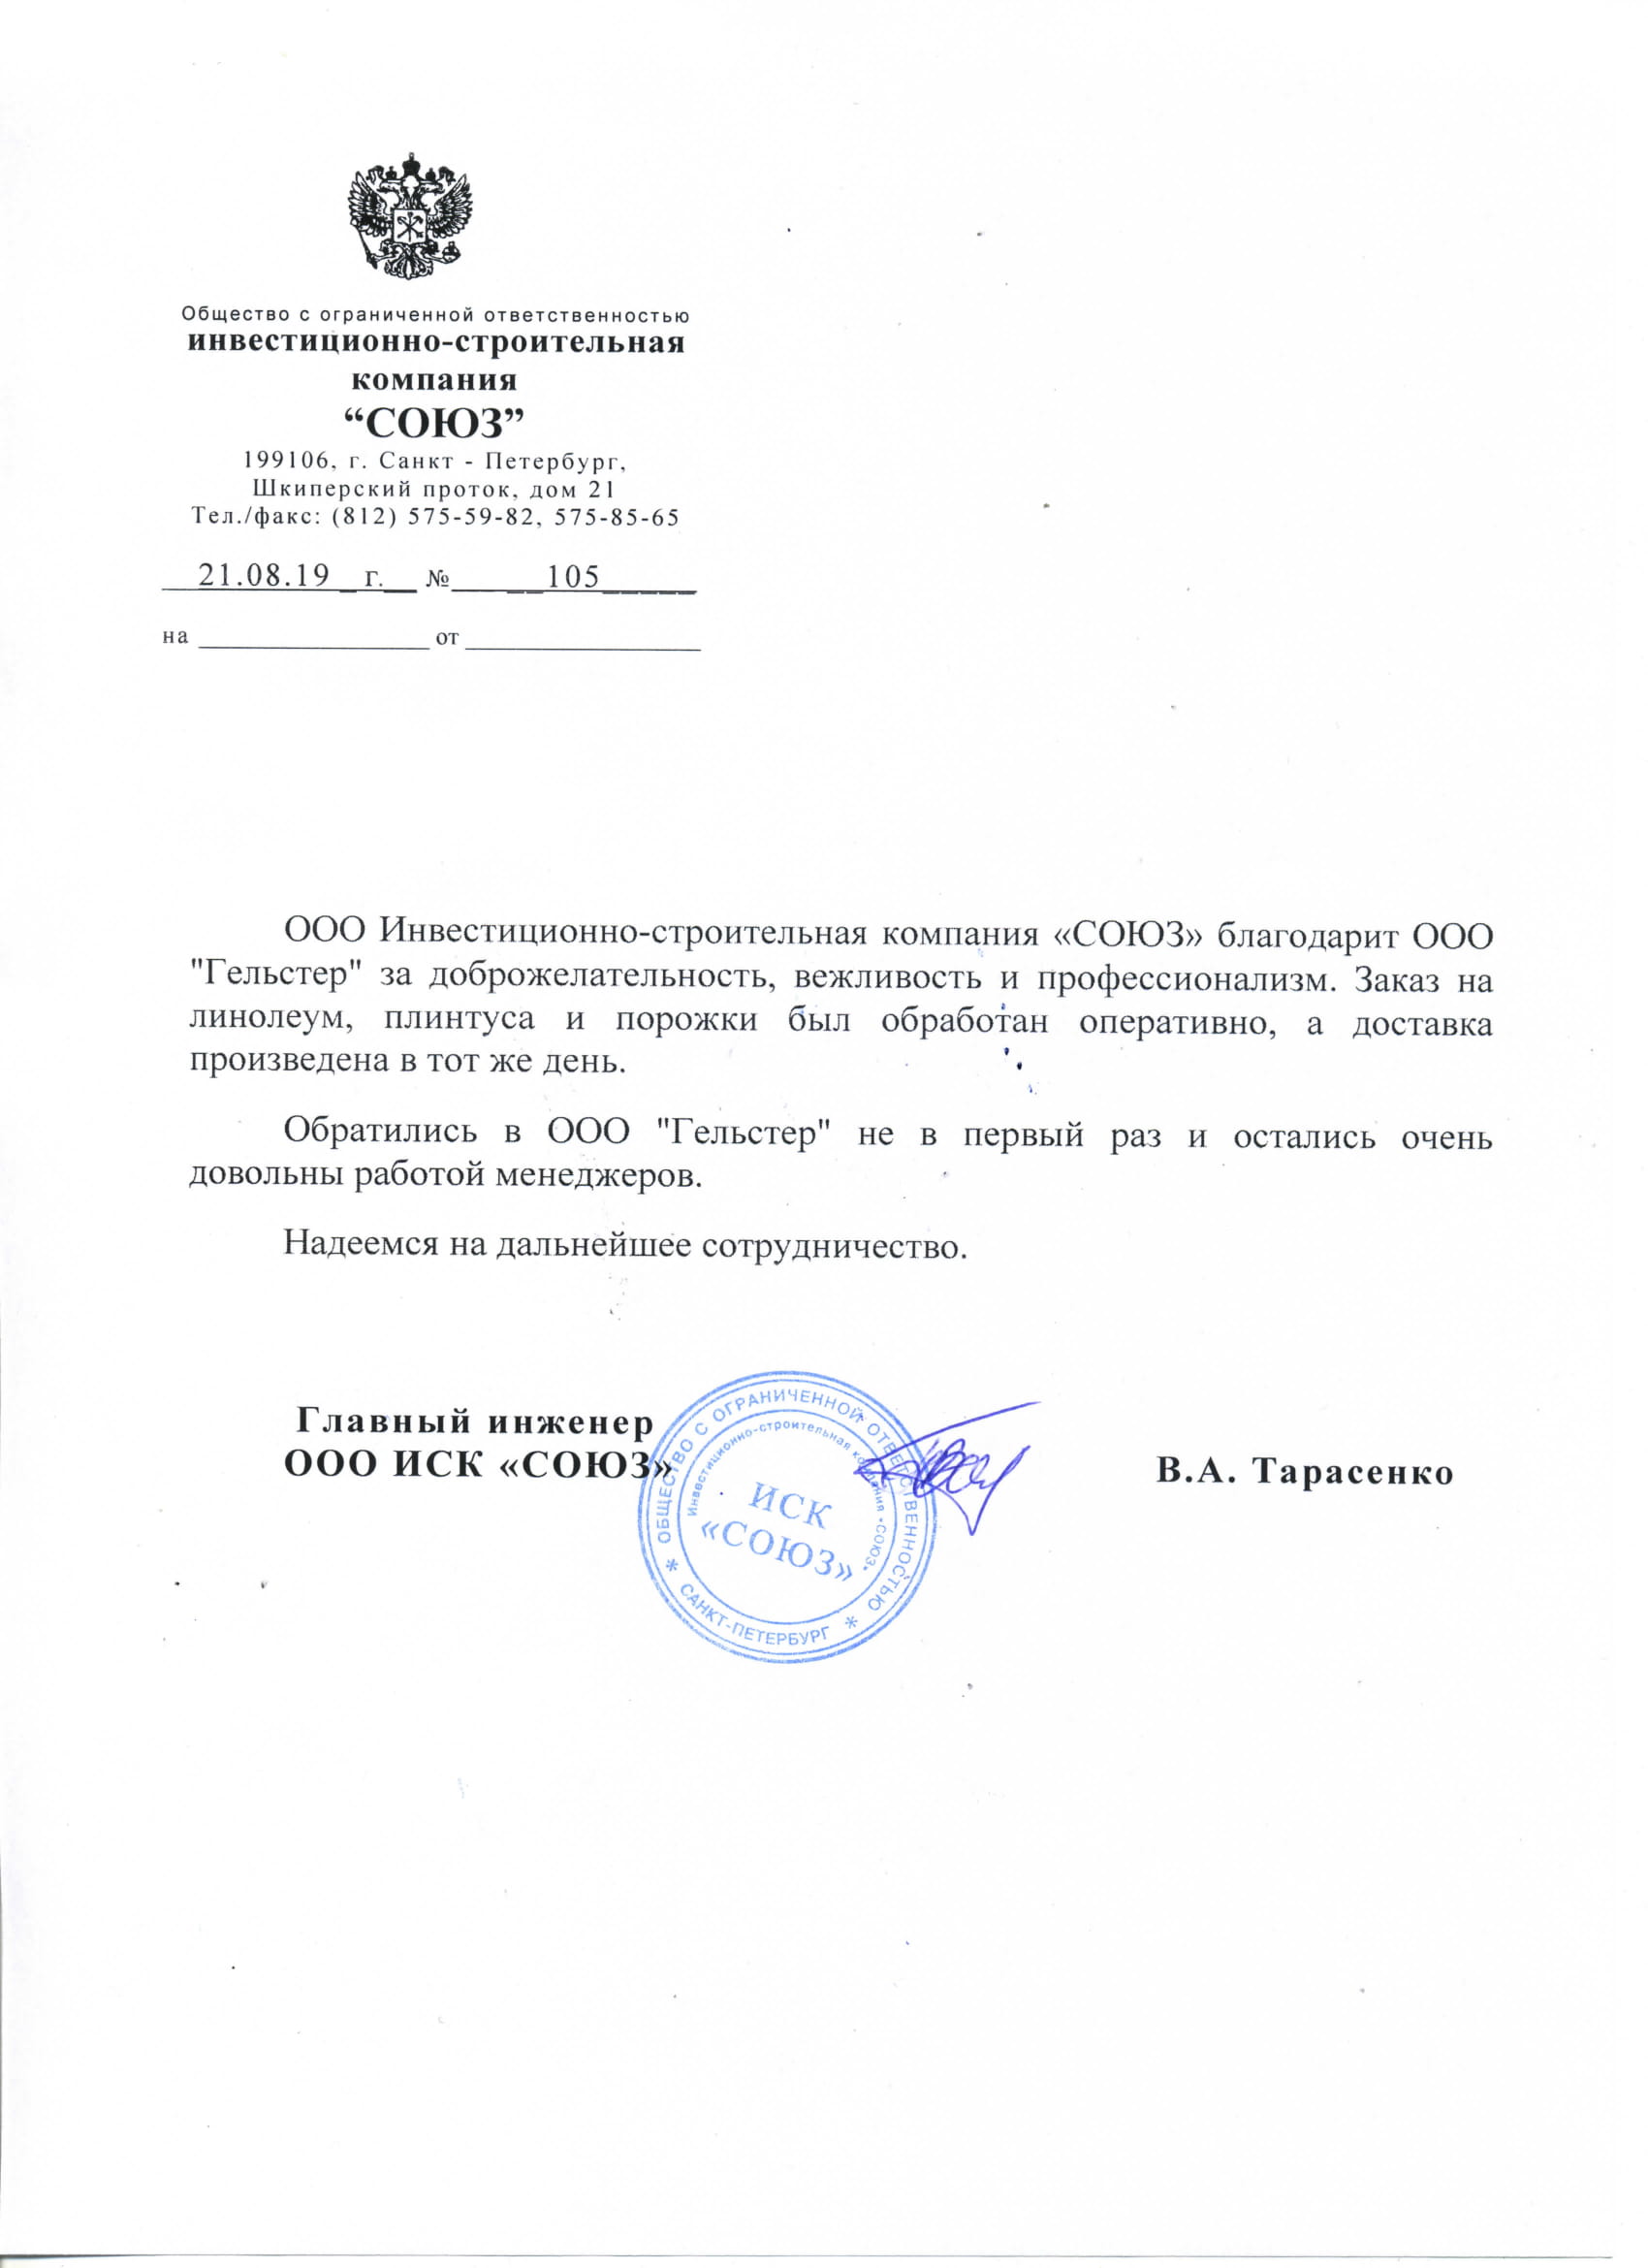 Общество с ограниченной ответственностью
инвестиционно-строительная
компания
“СОЮЗ”
199106, г. Санкт - Петербург,
Шкиперский проток, дом 21
Тел./факс: (812) 575-59-82, 575-85-65
21.08.19 г. № 105
на от
ООО Инвестиционно-строительная компания «СОЮЗ» благодарит ООО
"Гельстер" за доброжелательность, вежливость и профессионализм. Заказ на
линолеум, плинтуса и порожки был обработан оперативно, а доставка
произведена в тот же день.
Обратились в ООО "Гельстер" не в первый раз и остались очень
довольны работой менеджеров.
Надеемся на дальнейшее сотрудничество.
Главный инженер
ООО ИСК «СОЮЗ»
В.А. Тарасенко
ОБЩЕСТВО С ОГРАНИЧЕННОЙ ОТВЕТСТВЕННОСТЬЮ
Инвестиционно-строительная компания «СОЮЗ»
ИСК
«СОЮЗ»
* САНКТ-ПЕТЕРБУРГ *